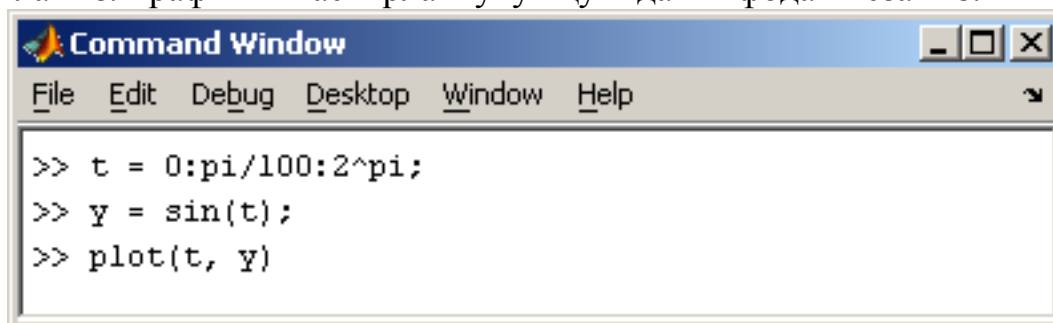 Command Window
File Edit Debug Desktop Window Help
>> t = 0:pi/100:2^pi;
>> y = sin(t);
>> plot(t, y)